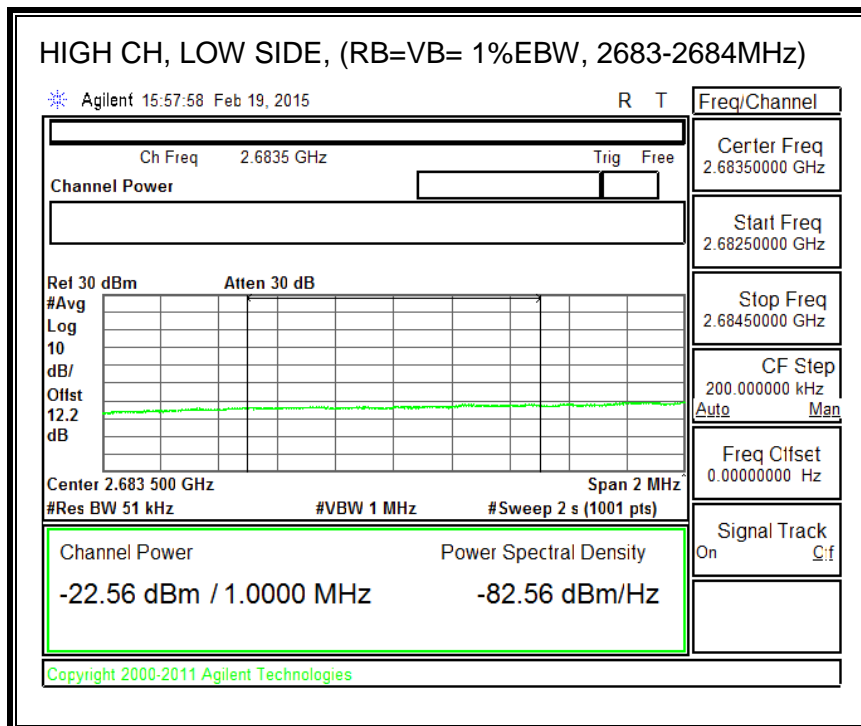 HIGH CH, LOW SIDE, (RB=VB= 1%EBW, 2683-2684MHz)
Agilent 15:57:58 Feb 19, 2015 R T
Freq/Channel
Ch Freq 2.6835 GHz Trig Free
Channel Power
Center Freq
2.68350000 GHz
Start Freq
2.68250000 GHz
Stop Freq
2.68450000 GHz
CF Step
200.000000 kHz
Auto Man
Freq Offset
0.00000000 Hz
Signal Track
On Off
Ref 30 dBm Atten 30 dB
#Avg
Log
10
dB/
Offst
12.2
dB
Center 2.683 500 GHz Span 2 MHz
#Res BW 51 kHz #VBW 1 MHz #Sweep 2 s (1001 pts)
Channel Power Power Spectral Density
-22.56 dBm / 1.0000 MHz -82.56 dBm/Hz
Copyright 2000-2011 Agilent Technologies